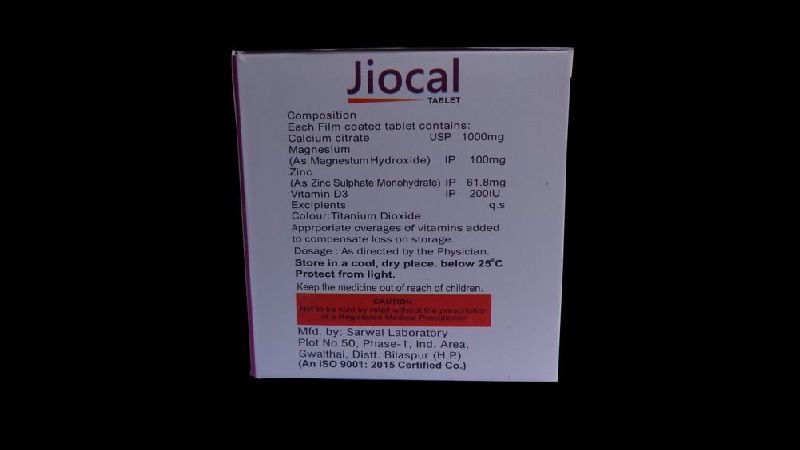 Jiocal
TABLET
Composition
Each Film coated tablet contains:
Calcium citrate USP 1000mg
Magnesium
(As Magnestum Hydroxide) IP 100mg
Zinc
(As Zinc Sulphate Monohydrate) IP 61.8mg
Vitamin D3 IP 200IU
Excipients q.s
Colour:Titanium Dioxide
Apprporiate overages of vitamins added
to compensate loss on storage.
Dosage : As directed by the Physician.
Store in a cool, dry place, below 25°C
Protect from light.
Keep the medicine out of reach of children.
CAUTION
Not to be sold by retail without the prescription
of a Registered Medical Practitioner
Mfd. by: Sarwal Laboratory
Plot No.50, Phase-1, Ind. Area,
Gwalthai, Distt. Bilaspur (H.P.)
(An ISO 9001: 2015 Certified Co.)